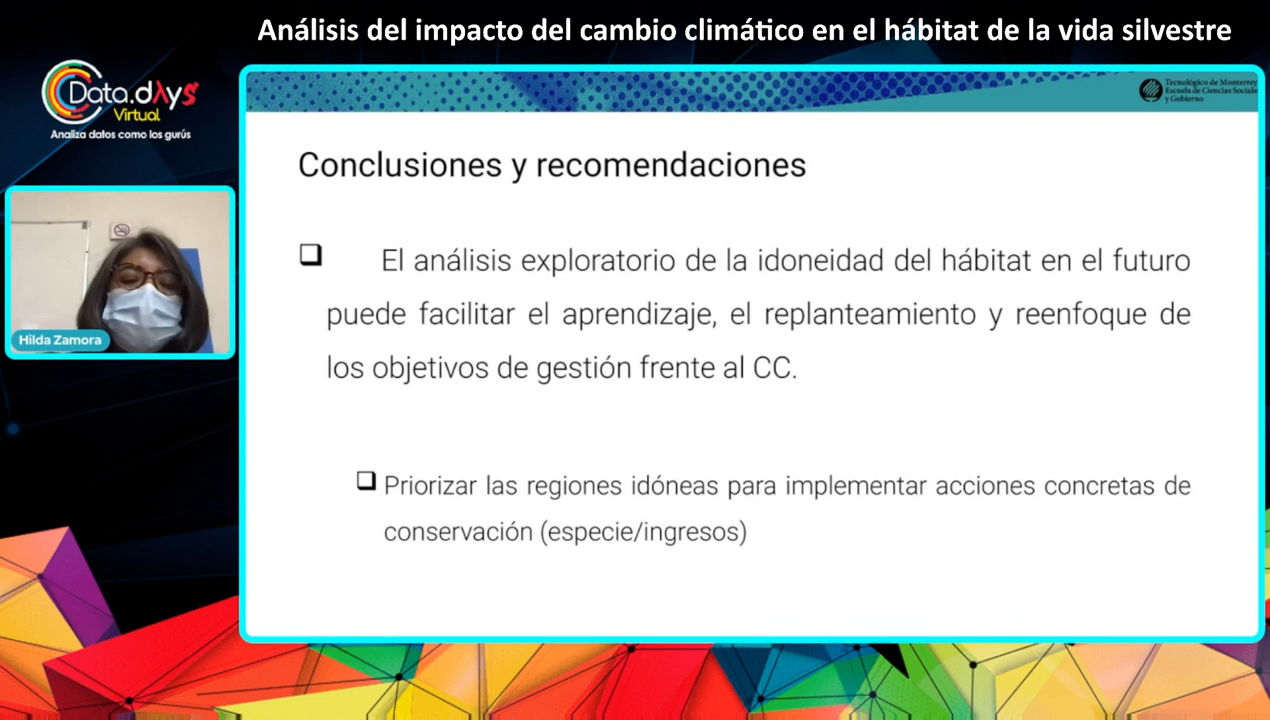 Análisis del impacto del cambio climático en el hábitat de la vida silvestre
Data.dAys
Virtual
Analiza datos como los gurús
Tecnológico de Monterrey
Escuela de Ciencias Sociales
y Gobierno
Conclusiones y recomendaciones
El análisis exploratorio de la idoneidad del hábitat en el futuro
puede facilitar el aprendizaje, el replanteamiento y reenfoque de
los objetivos de gestión frente al CC.
Hilda Zamora
Priorizar las regiones idóneas para implementar acciones concretas de
conservación (especie/ingresos)